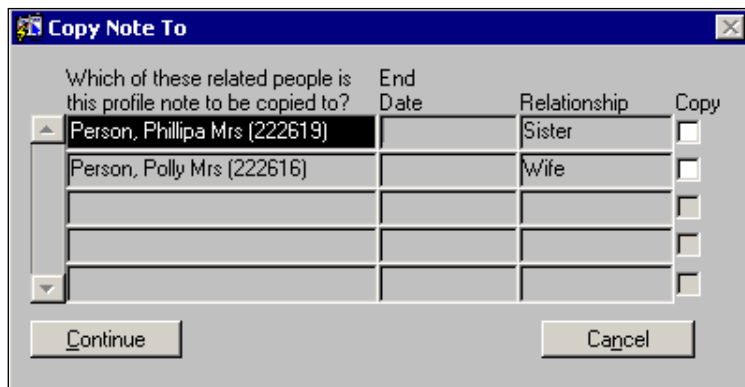 Copy Note To
Which of these related people is
this profile note to be copied to?
End
Date
Relationship
Copy
Person, Phillipa Mrs (222619)
Sister
Person, Polly Mrs (222616)
Wife
Continue
Cancel